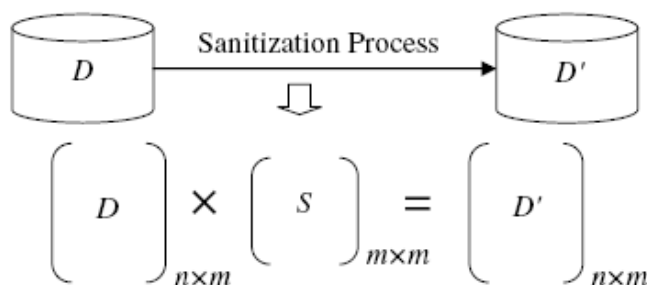 Sanitization Process
D D'
D × S = D'
n×m m×m n×m